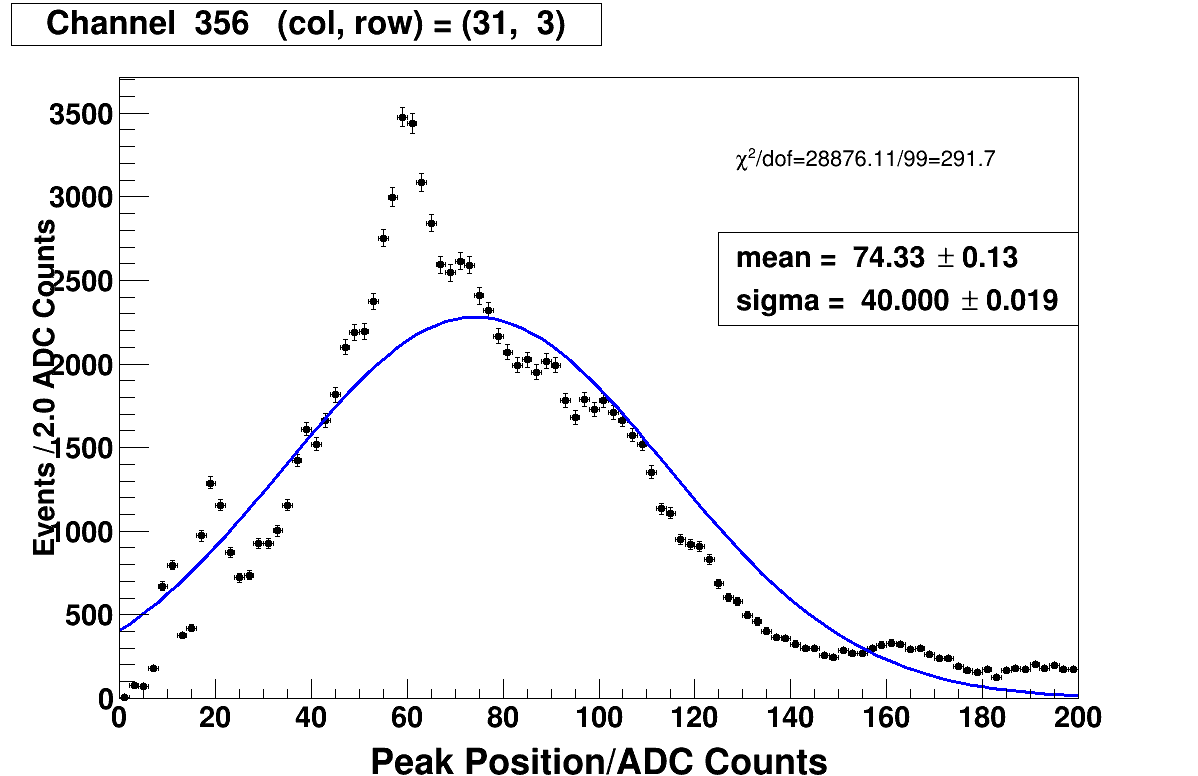 Channel 356 (col, row) = (31, 3)
χ²/dof=28876.11/99=291.7
mean = 74.33 ± 0.13
sigma = 40.000 ± 0.019
Events / 2.0 ADC Counts
3500
3000
2500
2000
1500
1000
500
0
0 20 40 60 80 100 120 140 160 180 200
Peak Position/ADC Counts